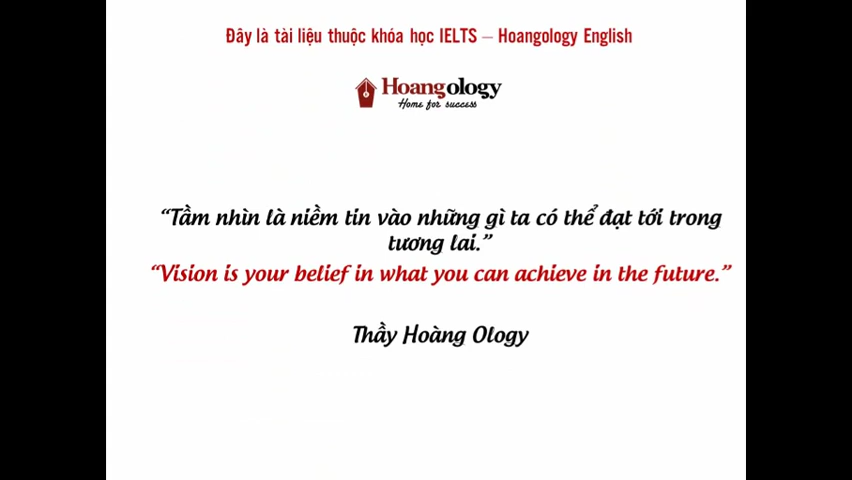 Đây là tài liệu thuộc khóa học IELTS – Hoangology English
Hoangology
Home for success
“Tầm nhìn là niềm tin vào những gì ta có thể đạt tới trong
tương lai.”
“Vision is your belief in what you can achieve in the future.”
Thầy Hoàng Ology